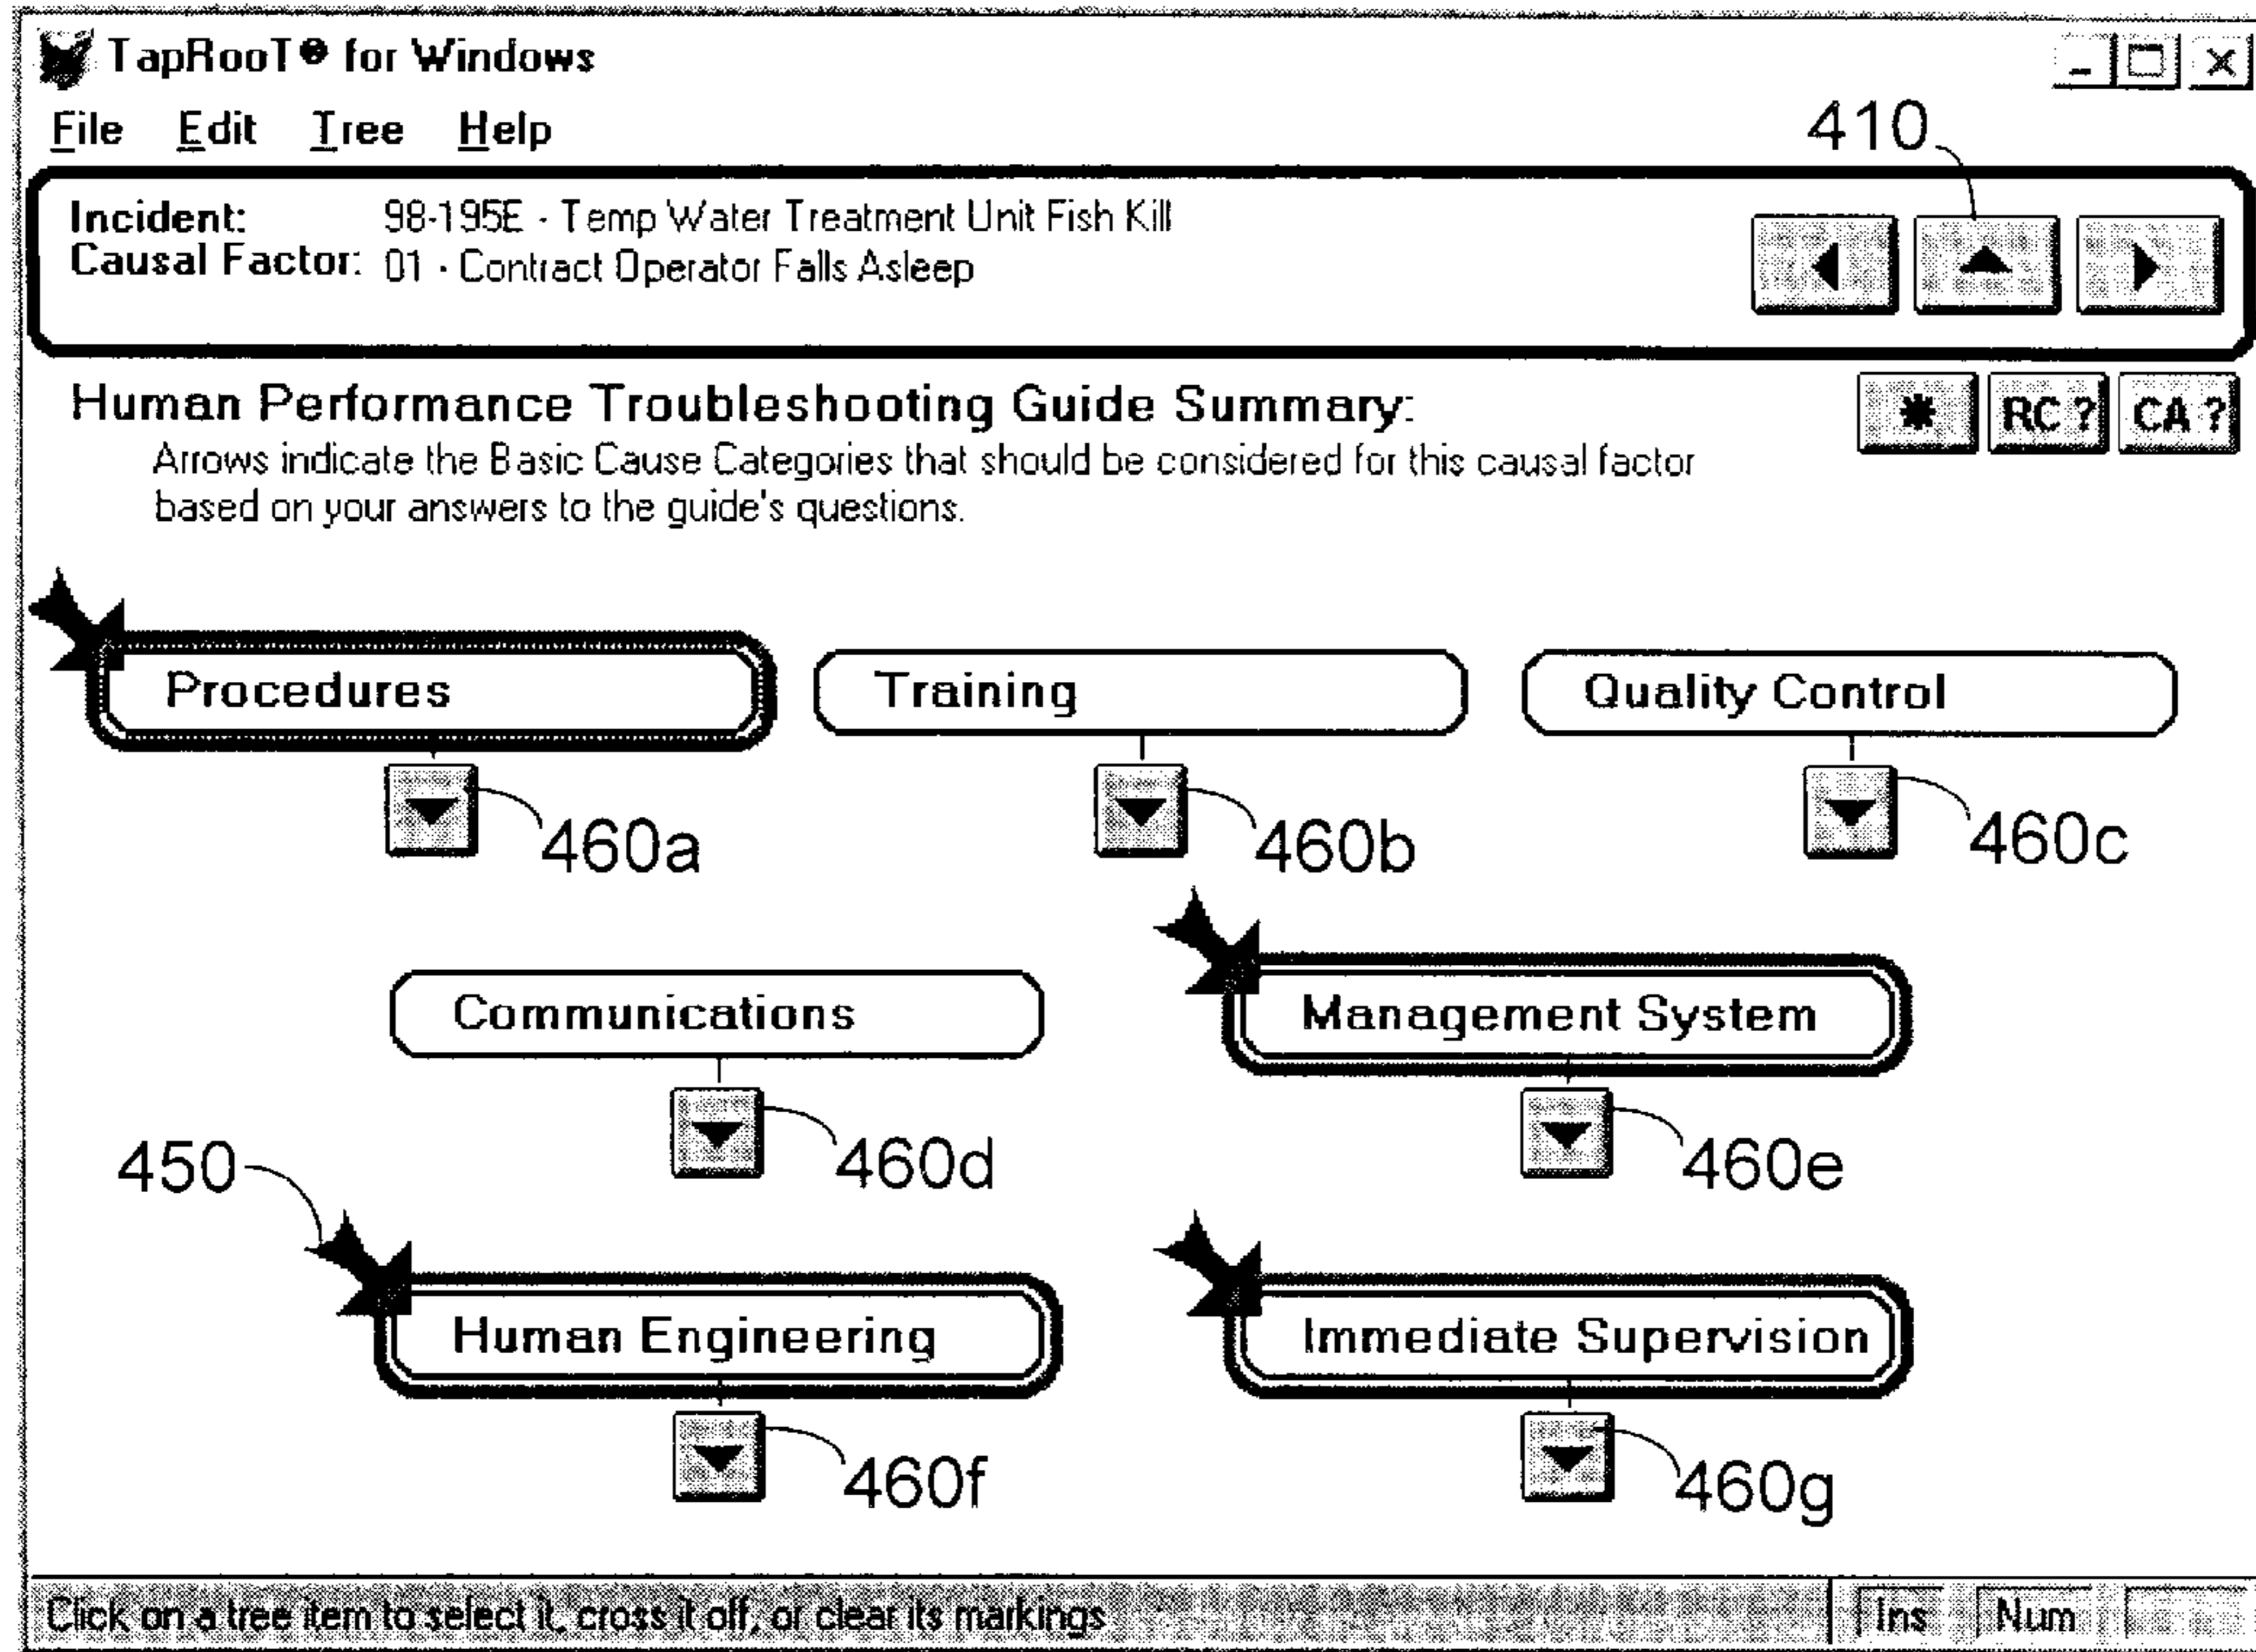 TapRooT® for Windows
File Edit Tree Help
410
Incident: 98-195E - Temp Water Treatment Unit Fish Kill
Causal Factor: 01 - Contract Operator Falls Asleep
Human Performance Troubleshooting Guide Summary:
* RC ? CA ?
Arrows indicate the Basic Cause Categories that should be considered for this causal factor
based on your answers to the guide's questions.
Procedures Training Quality Control
460a 460b 460c
Communications Management System
460d 460e
450
Human Engineering Immediate Supervision
460f 460g
Click on a tree item to select it, cross it off, or clear its markings
Ins Num